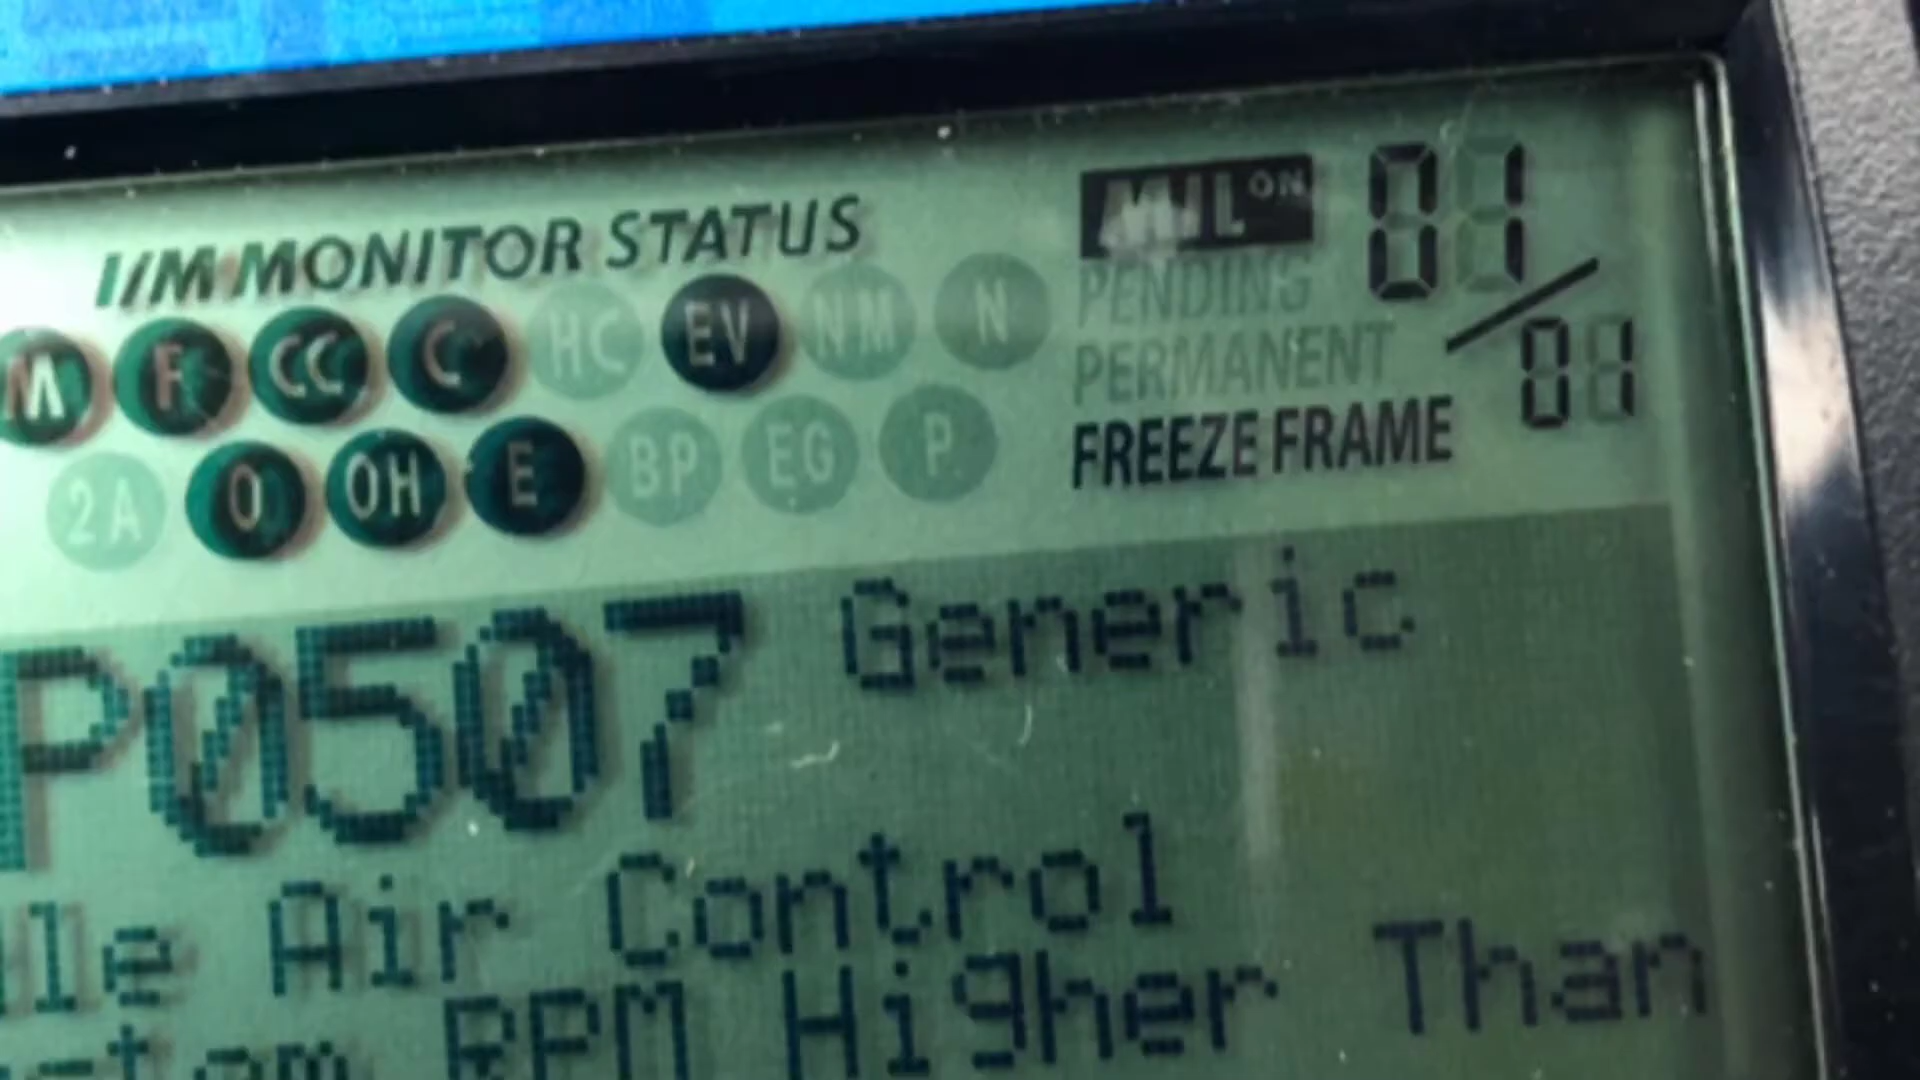 I/M MONITOR STATUS
MIL ON 01
M F CC C HC EV NM N
PENDING
PERMANENT
/ 01
2A O OH E BP EG P
FREEZE FRAME
P0507 Generic
dle Air Control
stem RPM Higher Than